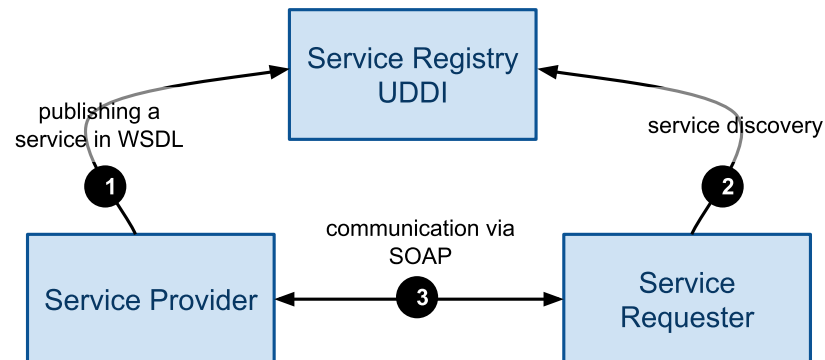 Service Registry
UDDI
publishing a
service in WSDL
service discovery
1
2
communication via
SOAP
Service Provider
3
Service
Requester